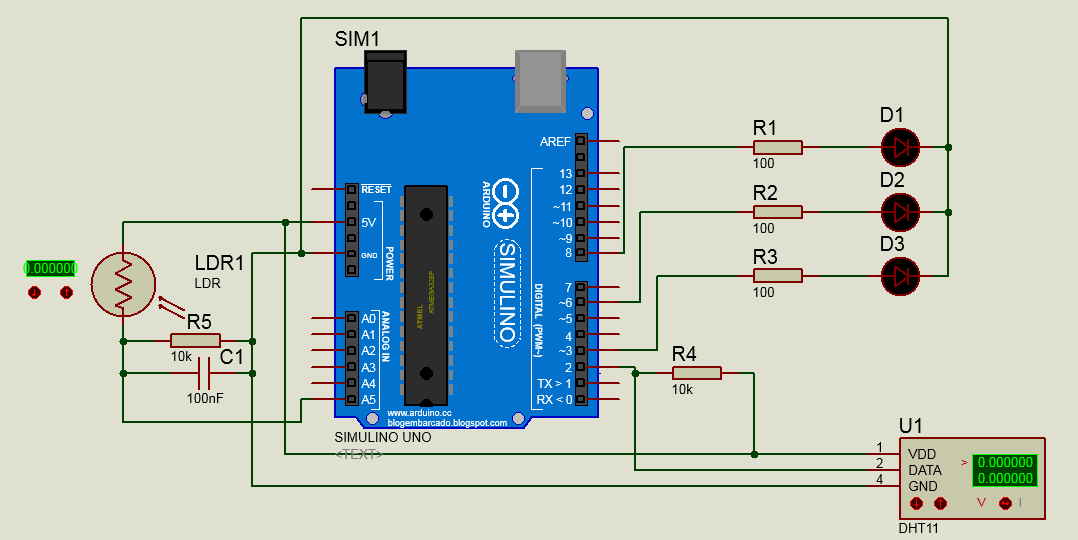 SIM1
AREF
13
12
~11
~10
~9
8
7
~6
~5
4
~3
2
TX > 1
RX < 0
DIGITAL (PWM~)
ARDUINO
SIMULINO
RESET
5V
GND
POWER
A0
A1
A2
A3
A4
A5
ANALOG IN
ATMEL
ATMEGA328P
www.arduino.cc
blogembarcado.blogspot.com
SIMULINO UNO
<TEXT>
0.000000
LDR1
LDR
R5
10k
C1
100nF
R1
100
R2
100
R3
100
D1
D2
D3
R4
10k
U1
1
2
4
VDD
DATA
GND
>
0.000000
0.000000
V
DHT11